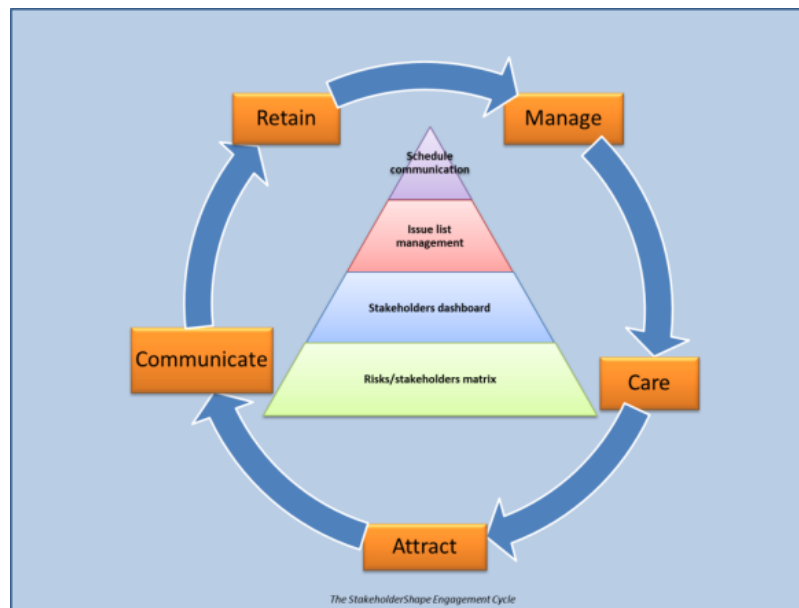 Retain
Manage
Schedule
communication
Issue list
management
Stakeholders dashboard
Communicate
Risks/stakeholders matrix
Care
Attract
The StakeholderShape Engagement Cycle